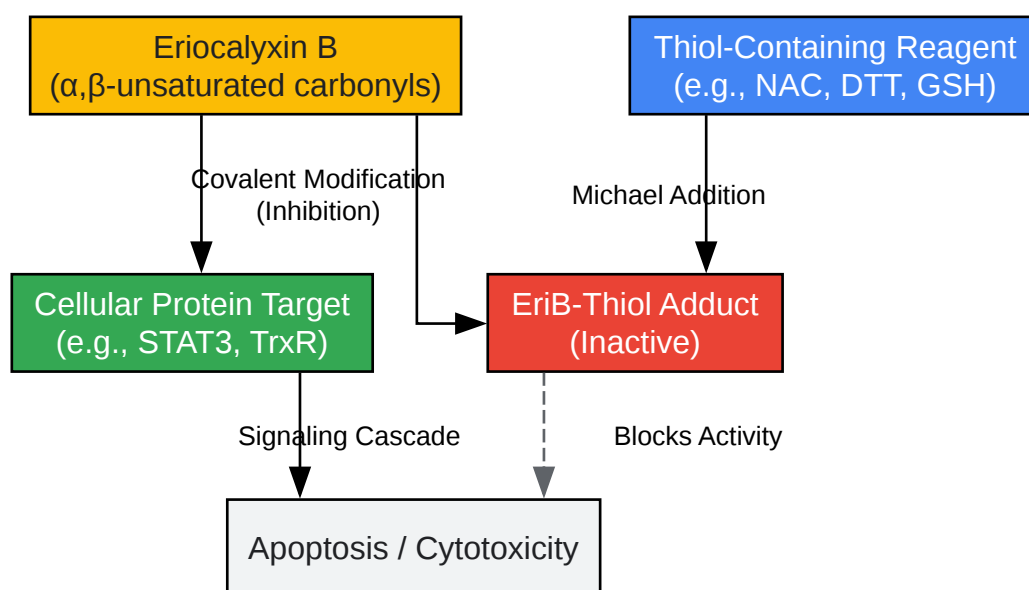 Eriocalyxin B
(α,β-unsaturated carbonyls)
Thiol-Containing Reagent
(e.g., NAC, DTT, GSH)
Covalent Modification
(Inhibition)
Michael Addition
Cellular Protein Target
(e.g., STAT3, TrxR)
EriB-Thiol Adduct
(Inactive)
Signaling Cascade
Blocks Activity
Apoptosis / Cytotoxicity